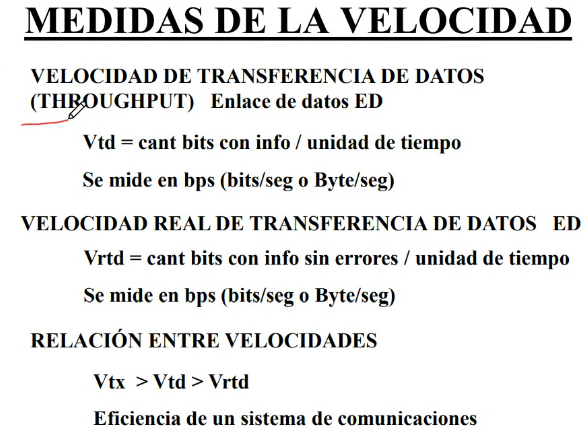 MEDIDAS DE LA VELOCIDAD
VELOCIDAD DE TRANSFERENCIA DE DATOS
(THROUGHPUT) Enlace de datos ED
Vtd = cant bits con info / unidad de tiempo
Se mide en bps (bits/seg o Byte/seg)
VELOCIDAD REAL DE TRANSFERENCIA DE DATOS ED
Vrtd = cant bits con info sin errores / unidad de tiempo
Se mide en bps (bits/seg o Byte/seg)
RELACIÓN ENTRE VELOCIDADES
Vtx > Vtd > Vrtd
Eficiencia de un sistema de comunicaciones